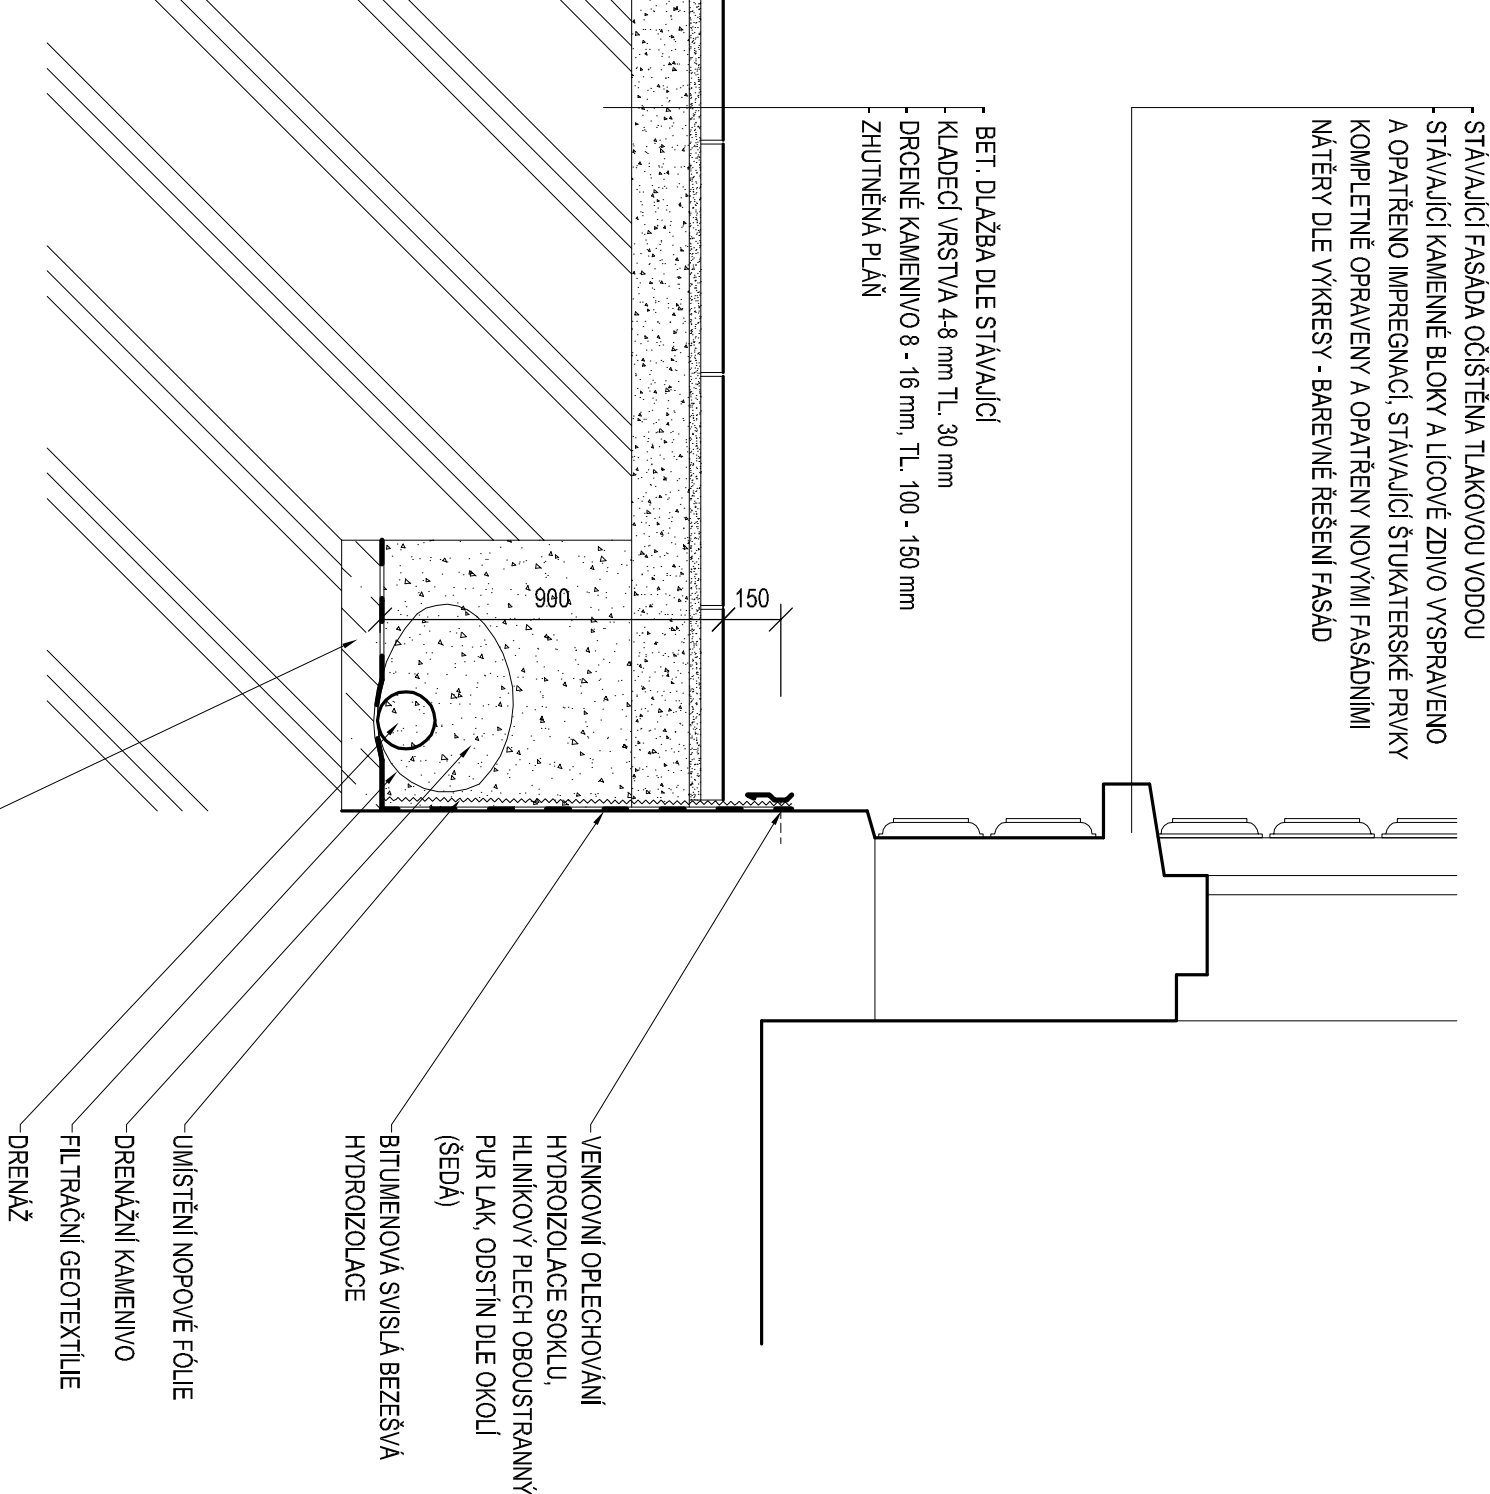 STÁVAJÍCÍ FASÁDA OČIŠTĚNA TLAKOVOU VODOU
STÁVAJÍCÍ KAMENNÉ BLOKY A LÍCOVÉ ZDIVO VYSPRAVENO
A OPATŘENO IMPREGNACÍ, STÁVAJÍCÍ ŠTUKATERSKÉ PRVKY
KOMPLETNĚ OPRAVENY A OPATŘENY NOVÝMI FASÁDNÍMI
NÁTĚRY DLE VÝKRESY - BAREVNÉ ŘEŠENÍ FASÁD
BET. DLAŽBA DLE STÁVAJÍCÍ
KLADECÍ VRSTVA 4-8 mm TL. 30 mm
DRCENÉ KAMENIVO 8 - 16 mm, TL. 100 - 150 mm
ZHUTNĚNÁ PLÁŇ
150
900
VENKOVNÍ OPLECHOVÁNÍ
HYDROIZOLACE SOKLU,
HLINÍKOVÝ PLECH OBOUSTRANNÝ
PUR LAK, ODSTÍN DLE OKOLÍ
(ŠEDÁ)
BITUMENOVÁ SVISLÁ BEZEŠVÁ
HYDROIZOLACE
UMÍSTĚNÍ NOPOVÉ FÓLIE
DRENÁŽNÍ KAMENIVO
FILTRAČNÍ GEOTEXTÍLIE
DRENÁŽ